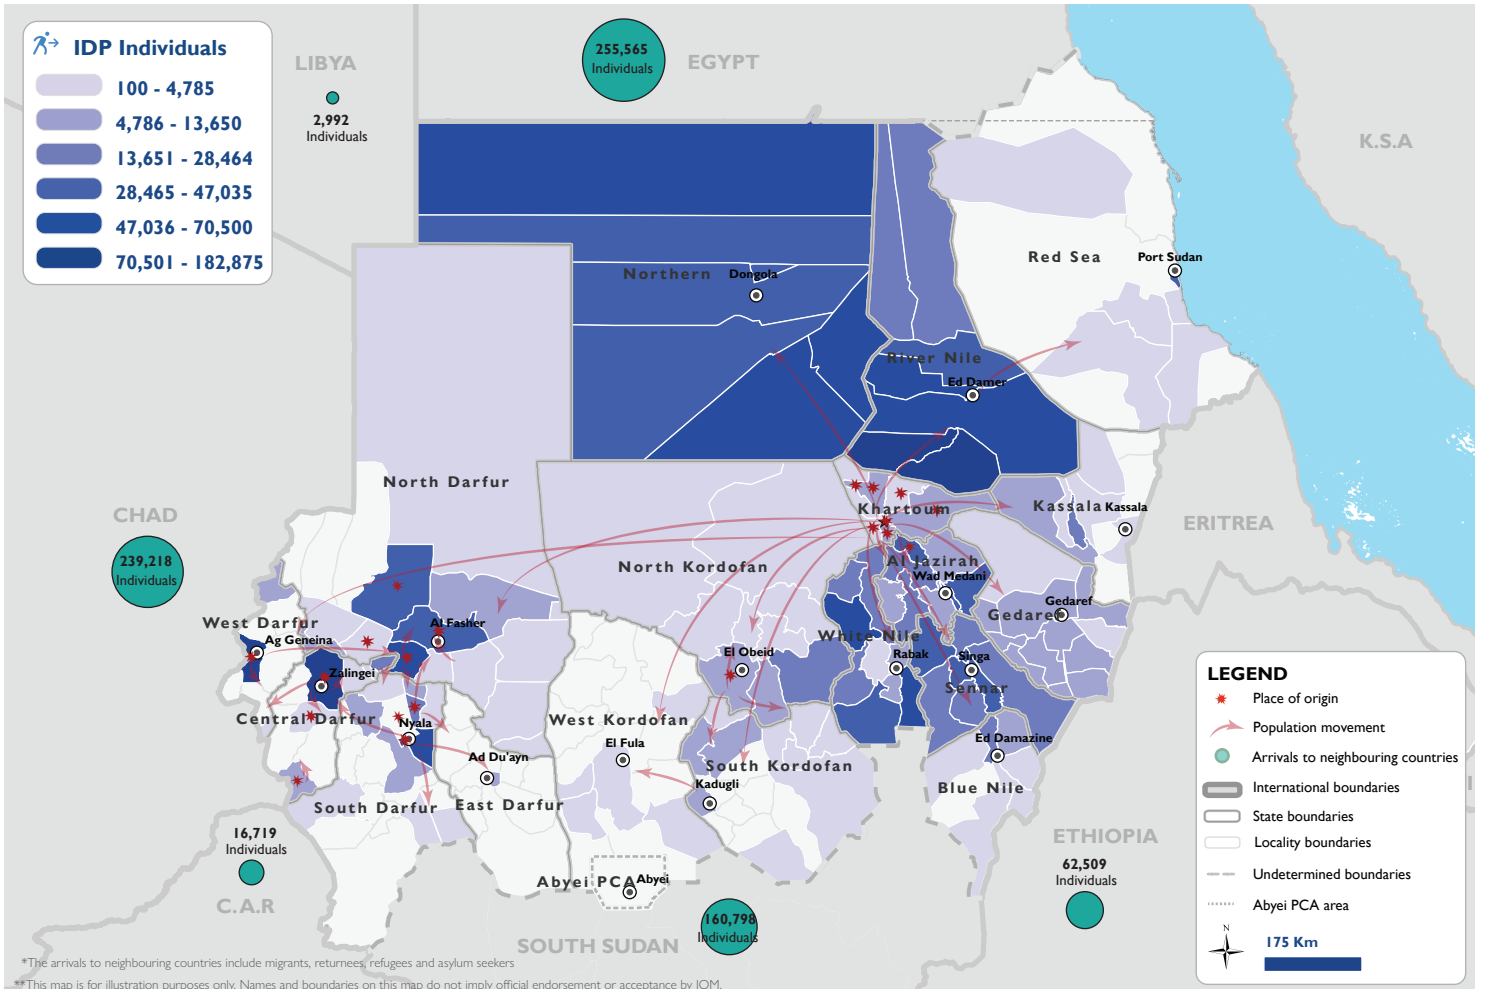 IDP Individuals
100 - 4,785
4,786 - 13,650
13,651 - 28,464
28,465 - 47,035
47,036 - 70,500
70,501 - 182,875
LIBYA
2,992
Individuals
255,565
Individuals
EGYPT
K.S.A
Red Sea
Port Sudan
Northern
Dongola
River Nile
Ed Damer
North Darfur
CHAD
239,218
Individuals
Khartoum
Kassala
Kassala
ERITREA
North Kordofan
Al Jazirah
Wad Medani
Gedaref
Gedaref
West Darfur
Ag Geneina
Al Fasher
White Nile
Rabak
Singa
Sennar
El Obeid
Zalingei
Central Darfur
Nyala
West Kordofan
El Fula
Ed Damazine
Ad Du'ayn
South Kordofan
Kadugli
Blue Nile
South Darfur
East Darfur
16,719
Individuals
C.A.R
Abyei PCA
Abyei
ETHIOPIA
62,509
Individuals
SOUTH SUDAN
160,798
Individuals
LEGEND
Place of origin
Population movement
Arrivals to neighbouring countries
International boundaries
State boundaries
Locality boundaries
Undetermined boundaries
Abyei PCA area
N
175 Km
*The arrivals to neighbouring countries include migrants, returnees, refugees and asylum seekers
**This map is for illustration purposes only. Names and boundaries on this map do not imply official endorsement or acceptance by IOM.